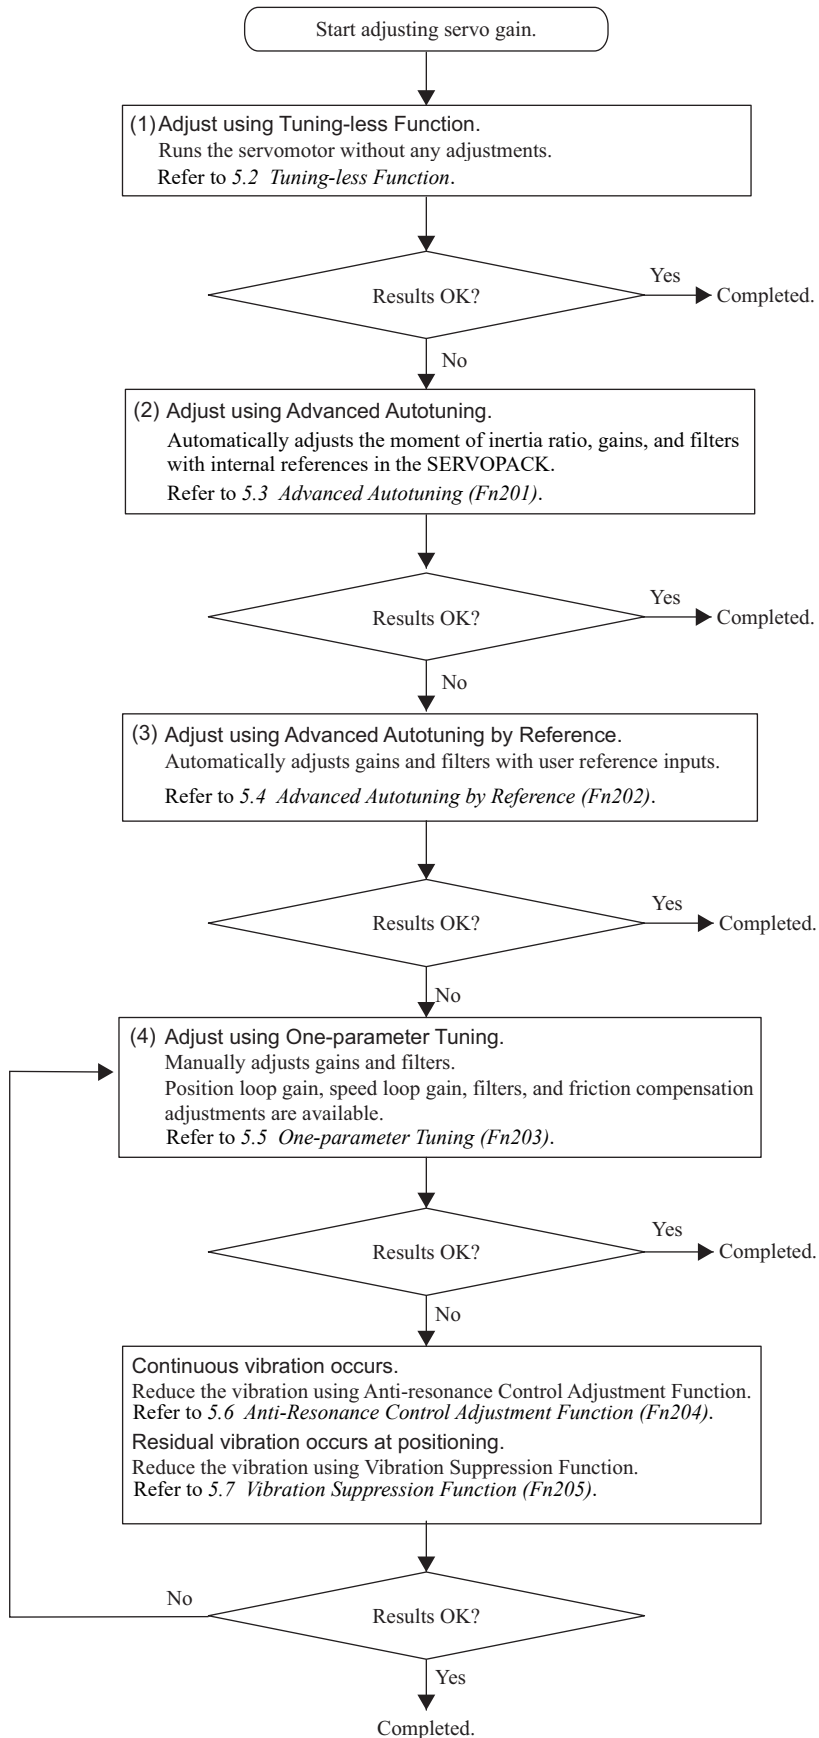 Start adjusting servo gain.
(1) Adjust using Tuning-less Function.
Runs the servomotor without any adjustments.
Refer to 5.2 Tuning-less Function.
Results OK?
Yes
Completed.
No
(2) Adjust using Advanced Autotuning.
Automatically adjusts the moment of inertia ratio, gains, and filters
with internal references in the SERVOPACK.
Refer to 5.3 Advanced Autotuning (Fn201).
Results OK?
Yes
Completed.
No
(3) Adjust using Advanced Autotuning by Reference.
Automatically adjusts gains and filters with user reference inputs.
Refer to 5.4 Advanced Autotuning by Reference (Fn202).
Results OK?
Yes
Completed.
No
(4) Adjust using One-parameter Tuning.
Manually adjusts gains and filters.
Position loop gain, speed loop gain, filters, and friction compensation
adjustments are available.
Refer to 5.5 One-parameter Tuning (Fn203).
Results OK?
Yes
Completed.
No
Continuous vibration occurs.
Reduce the vibration using Anti-resonance Control Adjustment Function.
Refer to 5.6 Anti-Resonance Control Adjustment Function (Fn204).
Residual vibration occurs at positioning.
Reduce the vibration using Vibration Suppression Function.
Refer to 5.7 Vibration Suppression Function (Fn205).
No
Results OK?
Yes
Completed.